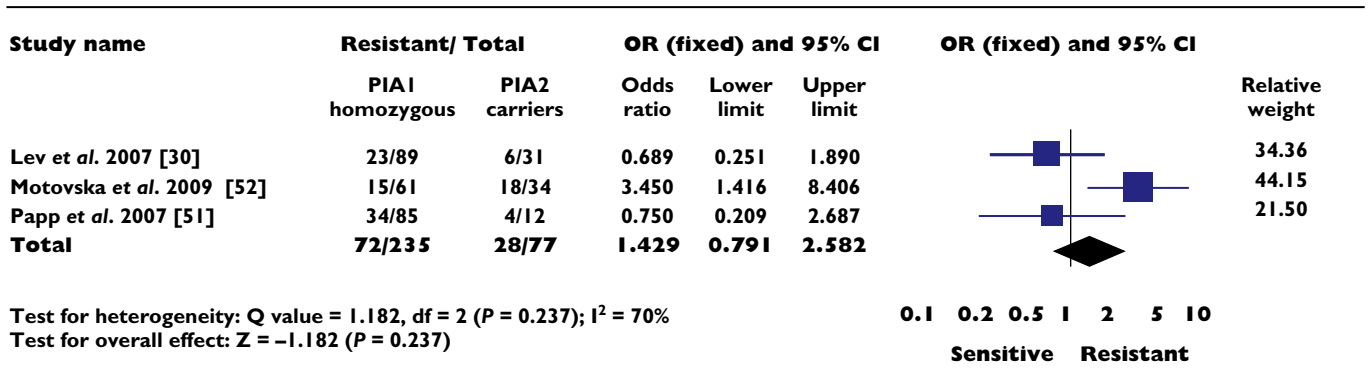 Study name Resistant/ Total OR (fixed) and 95% CI OR (fixed) and 95% CI
PIA1 PIA2 Odds Lower Upper Relative
homozygous carriers ratio limit limit weight
Lev et al. 2007 [30] 23/89 6/31 0.689 0.251 1.890 34.36
Motovska et al. 2009 [52] 15/61 18/34 3.450 1.416 8.406 44.15
Papp et al. 2007 [51] 34/85 4/12 0.750 0.209 2.687 21.50
Total 72/235 28/77 1.429 0.791 2.582
Test for heterogeneity: Q value = 1.182, df = 2 (P = 0.237); I² = 70% 0.1 0.2 0.5 1 2 5 10
Test for overall effect: Z = –1.182 (P = 0.237)
Sensitive Resistant